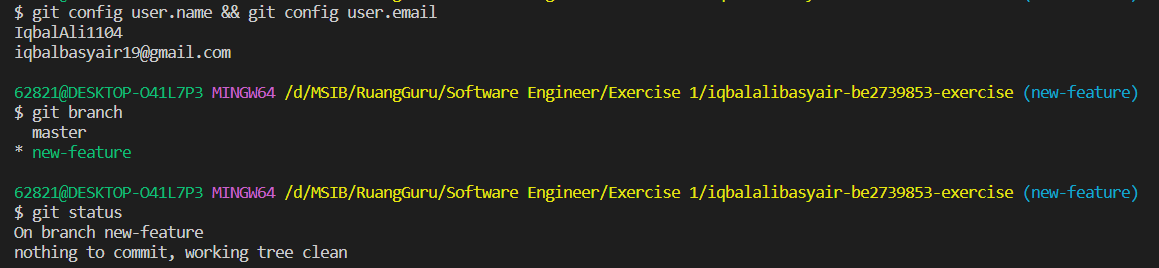 $ git config user.name && git config user.email
IqbalAli1104
iqbalbasyair19@gmail.com
62821@DESKTOP-O41L7P3 MINGW64 /d/MSIB/RuangGuru/Software Engineer/Exercise 1/iqbalalibasyair-be2739853-exercise (new-feature)
$ git branch
  master
* new-feature
62821@DESKTOP-O41L7P3 MINGW64 /d/MSIB/RuangGuru/Software Engineer/Exercise 1/iqbalalibasyair-be2739853-exercise (new-feature)
$ git status
On branch new-feature
nothing to commit, working tree clean